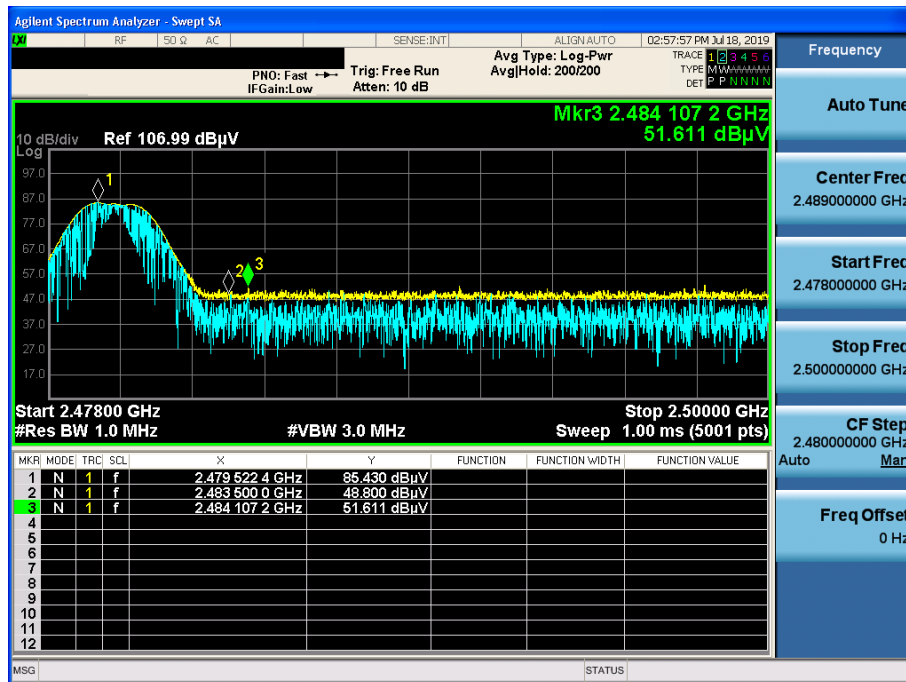 Agilent Spectrum Analyzer - Swept SA
LXI RF 50 Ω AC SENSE:INT ALIGN AUTO 02:57:57 PM Jul 18, 2019
PNO: Fast Trig: Free Run Avg Type: Log-Pwr TRACE 1 2 3 4 5 6
IFGain:Low Atten: 10 dB Avg|Hold: 200/200 TYPE M W
DET P P N N N N
Frequency
Mkr3 2.484 107 2 GHz
51.611 dBµV
10 dB/div Ref 106.99 dBµV
Log
97.0
87.0
77.0
67.0
57.0
47.0
37.0
27.0
17.0
1
2
3
Start 2.47800 GHz Stop 2.50000 GHz
#Res BW 1.0 MHz #VBW 3.0 MHz Sweep 1.00 ms (5001 pts)
MKR MODE TRC SCL X Y FUNCTION FUNCTION WIDTH FUNCTION VALUE
1 N 1 f 2.479 522 4 GHz 85.430 dBµV
2 N 1 f 2.483 500 0 GHz 48.800 dBµV
3 N 1 f 2.484 107 2 GHz 51.611 dBµV
4
5
6
7
8
9
10
11
12
MSG STATUS
Auto Tune
Center Freq
2.489000000 GHz
Start Freq
2.478000000 GHz
Stop Freq
2.500000000 GHz
CF Step
2.480000000 GHz
Auto Man
Freq Offset
0 Hz